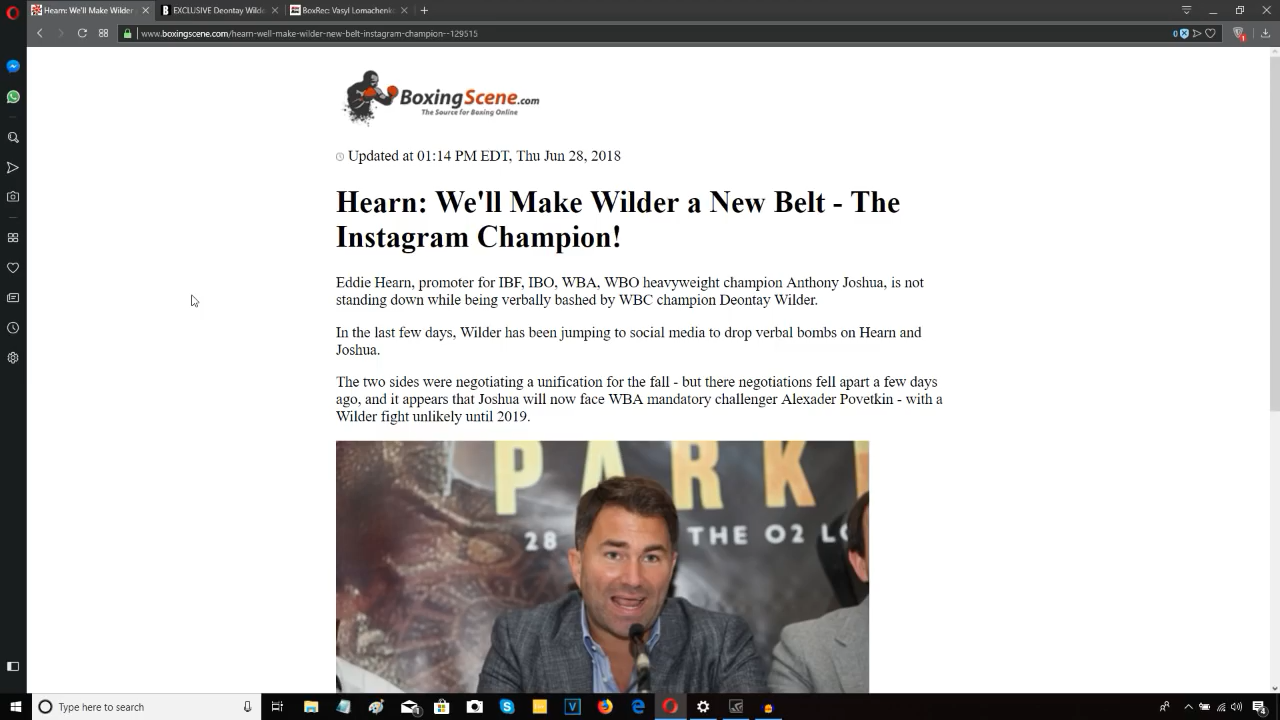 Hearn: We'll Make Wilder
EXCLUSIVE Deontay Wild
BoxRec: Vasyl Lomachenk
www.boxingscene.com/hearn-well-make-wilder-new-belt-instagram-champion--129515
0
1
BoxingScene.com
The Source for Boxing Online
Updated at 01:14 PM EDT, Thu Jun 28, 2018
Hearn: We'll Make Wilder a New Belt - The
Instagram Champion!
Eddie Hearn, promoter for IBF, IBO, WBA, WBO heavyweight champion Anthony Joshua, is not
standing down while being verbally bashed by WBC champion Deontay Wilder.
In the last few days, Wilder has been jumping to social media to drop verbal bombs on Hearn and
Joshua.
The two sides were negotiating a unification for the fall - but there negotiations fell apart a few days
ago, and it appears that Joshua will now face WBA mandatory challenger Alexader Povetkin - with a
Wilder fight unlikely until 2019.
PARK
28 THE O2 LO
Type here to search